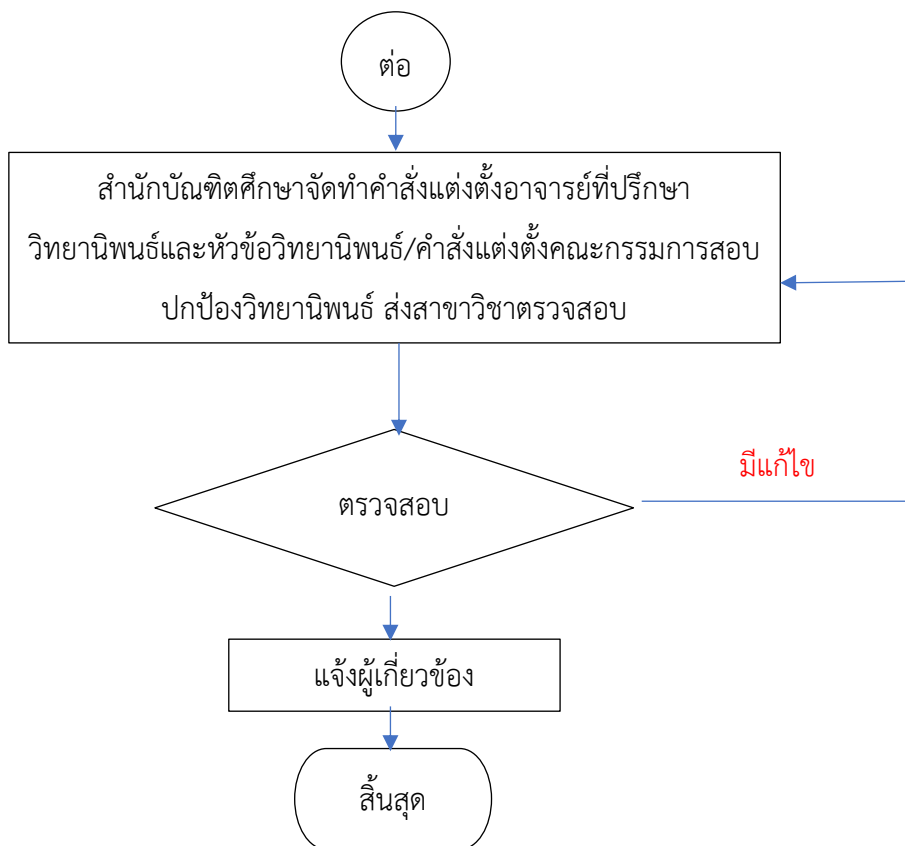 ต่อ
สำนักบัณฑิตศึกษาจัดทำคำสั่งแต่งตั้งอาจารย์ที่ปรึกษา
วิทยานิพนธ์และหัวข้อวิทยานิพนธ์/คำสั่งแต่งตั้งคณะกรรมการสอบ
ปกป้องวิทยานิพนธ์ ส่งสาขาวิชาตรวจสอบ
มีแก้ไข
ตรวจสอบ
แจ้งผู้เกี่ยวข้อง
สิ้นสุด